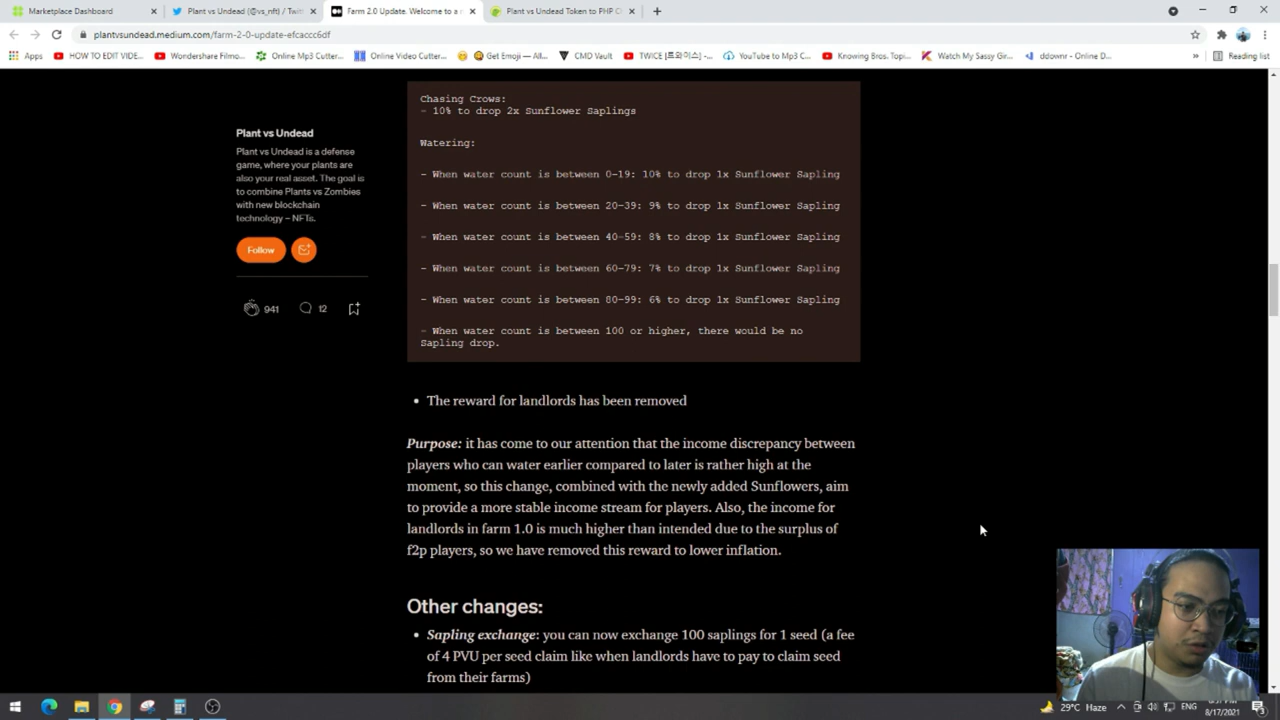 Marketplace Dashboard
Plant vs Undead (@vs_nft) / Twitt
Farm 2.0 Update. Welcome to a n
Plant vs Undead Token to PHP C
plantvsundead.medium.com/farm-2-0-update-efcaccc6df
Apps
HOW TO EDIT VIDE...
Wondershare Filmo...
Online Mp3 Cutter...
Online Video Cutter...
Get Emoji — All...
CMD Vault
TWICE [트와이스] -...
YouTube to Mp3 C...
Knowing Bros. Topi...
Watch My Sassy Gir...
ddownr - Online D...
Reading list
Chasing Crows:
- 10% to drop 2x Sunflower Saplings
Watering:
- When water count is between 0-19: 10% to drop 1x Sunflower Sapling
- When water count is between 20-39: 9% to drop 1x Sunflower Sapling
- When water count is between 40-59: 8% to drop 1x Sunflower Sapling
- When water count is between 60-79: 7% to drop 1x Sunflower Sapling
- When water count is between 80-99: 6% to drop 1x Sunflower Sapling
- When water count is between 100 or higher, there would be no
Sapling drop.
Plant vs Undead
Plant vs Undead is a defense
game, where your plants are
also your real asset. The goal is
to combine Plants vs Zombies
with new blockchain
technology – NFTs.
Follow
941
12
• The reward for landlords has been removed
Purpose: it has come to our attention that the income discrepancy between
players who can water earlier compared to later is rather high at the
moment, so this change, combined with the newly added Sunflowers, aim
to provide a more stable income stream for players. Also, the income for
landlords in farm 1.0 is much higher than intended due to the surplus of
f2p players, so we have removed this reward to lower inflation.
Other changes:
• Sapling exchange: you can now exchange 100 saplings for 1 seed (a fee
of 4 PVU per seed claim like when landlords have to pay to claim seed
from their farms)
29°C Haze
ENG
8/17/2021